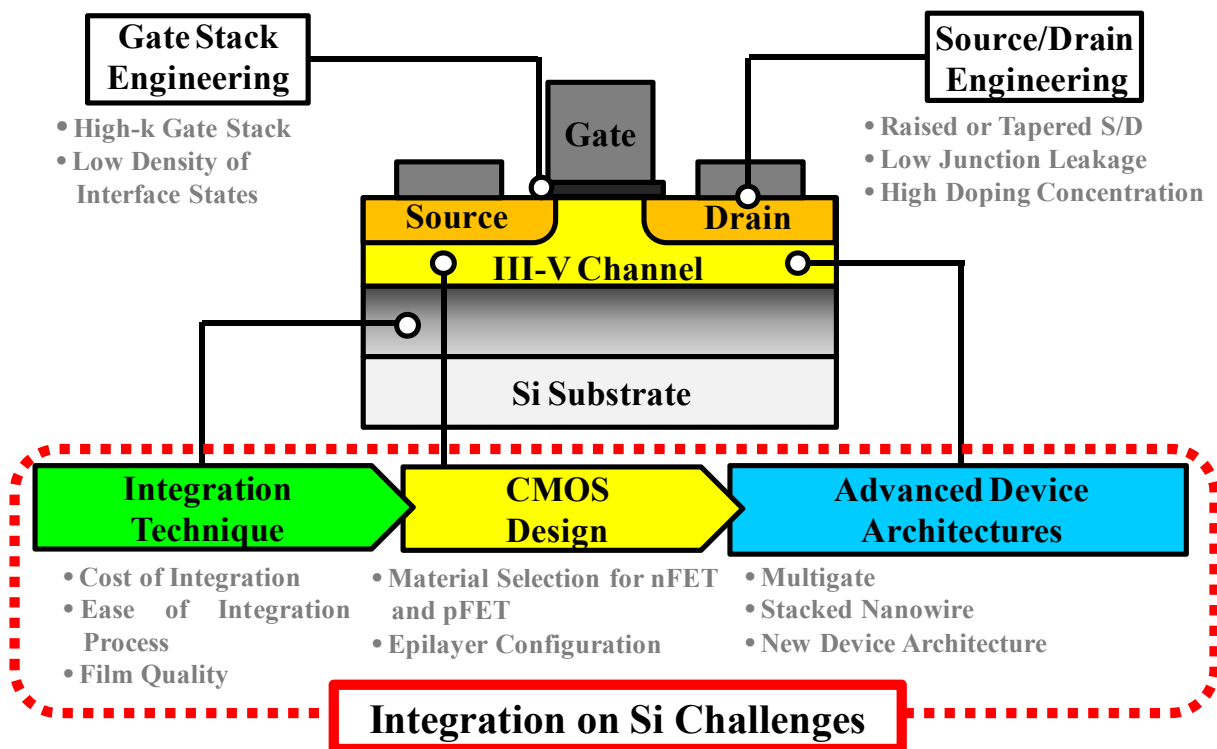 Gate Stack
Engineering
• High-k Gate Stack
• Low Density of
Interface States
Source/Drain
Engineering
• Raised or Tapered S/D
• Low Junction Leakage
• High Doping Concentration
Gate
Source
Drain
III-V Channel
Si Substrate
Integration
Technique
• Cost of Integration
• Ease of Integration
Process
• Film Quality
CMOS
Design
• Material Selection for nFET
and pFET
• Epilayer Configuration
Advanced Device
Architectures
• Multigate
• Stacked Nanowire
• New Device Architecture
Integration on Si Challenges